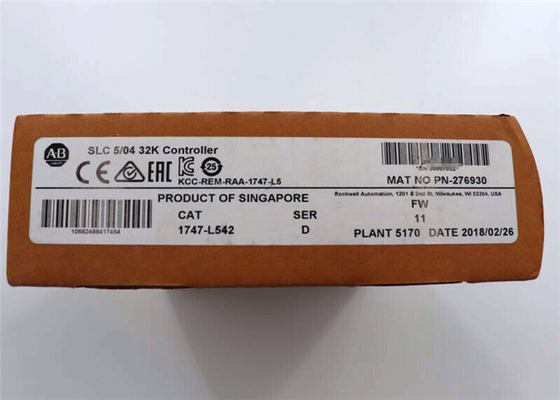 AB
SLC 5/04 32K Controller
CE EAC 25
KCC-REM-RAA-1747-L5
MAT NO PN-276930
PRODUCT OF SINGAPORE
Rockwell Automation, 1201 S 2nd St, Milwaukee, WI 53204, USA
CAT SER FW
1747-L542 D 11
PLANT 5170 DATE 2018/02/26
10682468417454